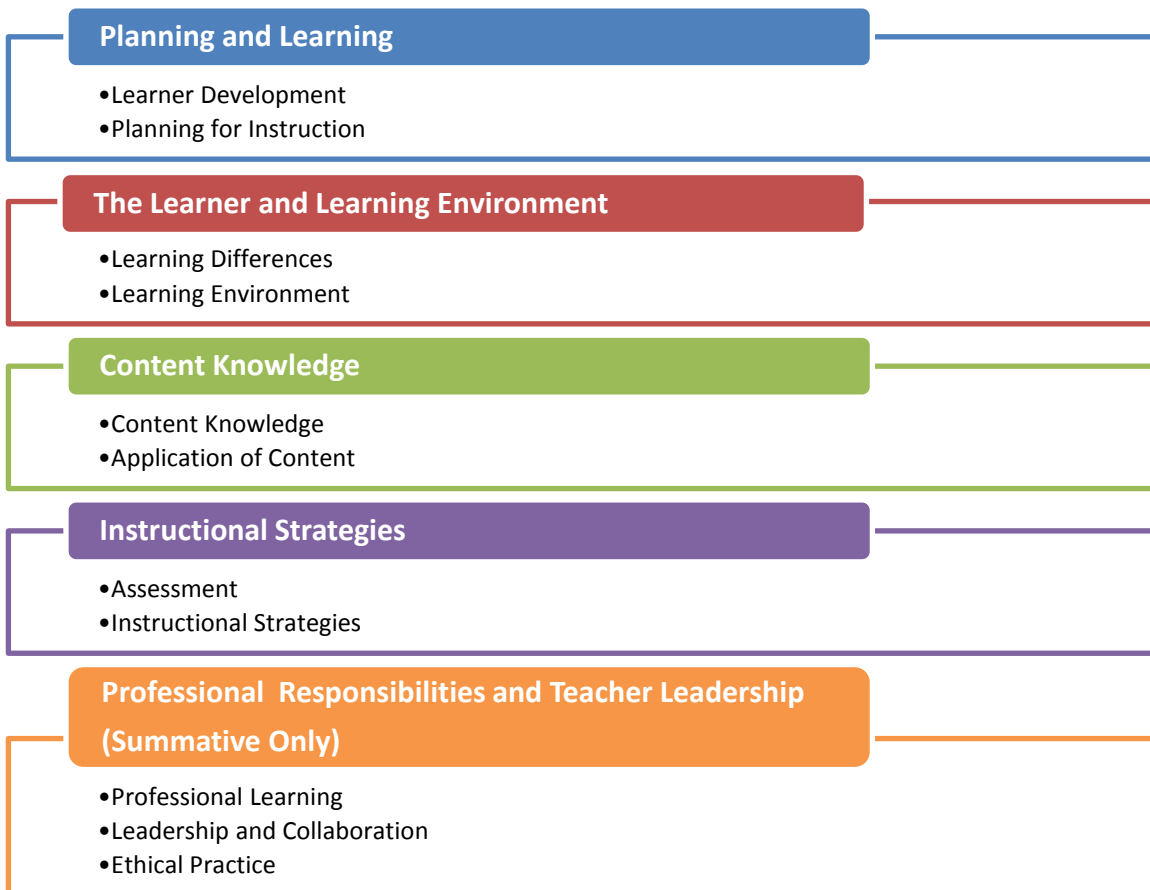 Planning and Learning
•Learner Development
•Planning for Instruction
The Learner and Learning Environment
•Learning Differences
•Learning Environment
Content Knowledge
•Content Knowledge
•Application of Content
Instructional Strategies
•Assessment
•Instructional Strategies
Professional  Responsibilities and Teacher Leadership
(Summative Only)
•Professional Learning
•Leadership and Collaboration
•Ethical Practice